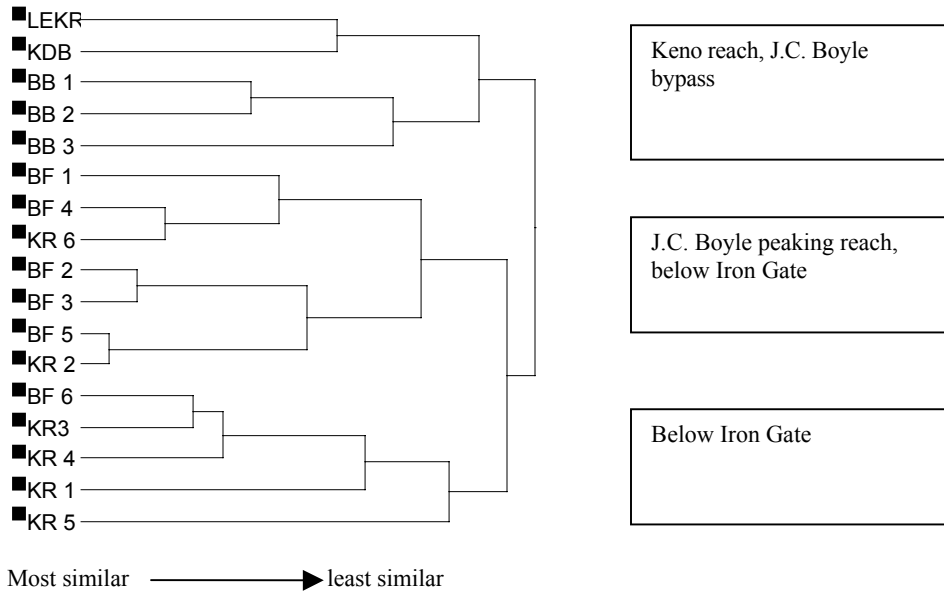 LEKR
KDB
BB 1
BB 2
BB 3
BF 1
BF 4
KR 6
BF 2
BF 3
BF 5
KR 2
BF 6
KR3
KR 4
KR 1
KR 5
Keno reach, J.C. Boyle
bypass
J.C. Boyle peaking reach,
below Iron Gate
Below Iron Gate
Most similar least similar